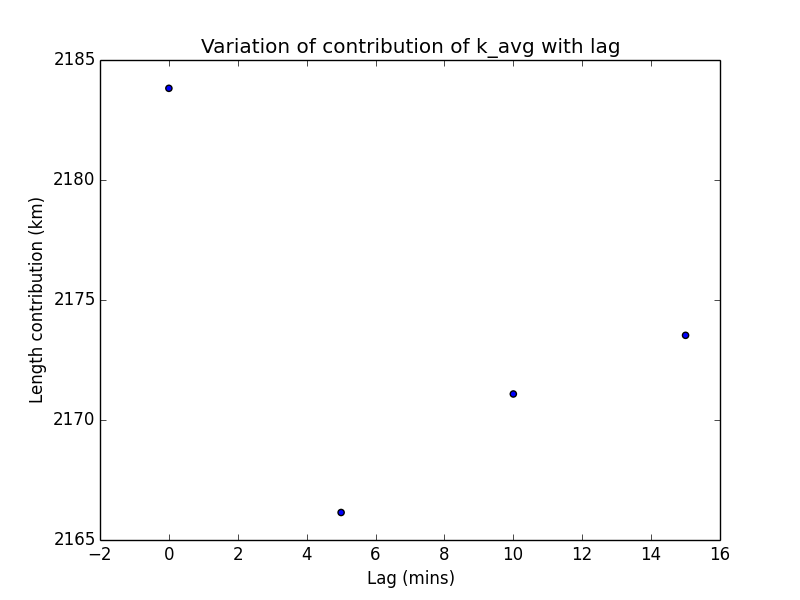 Variation of contribution of k_avg with lag
2185
2180
2175
2170
2165
Length contribution (km)
−2 0 2 4 6 8 10 12 14 16
Lag (mins)